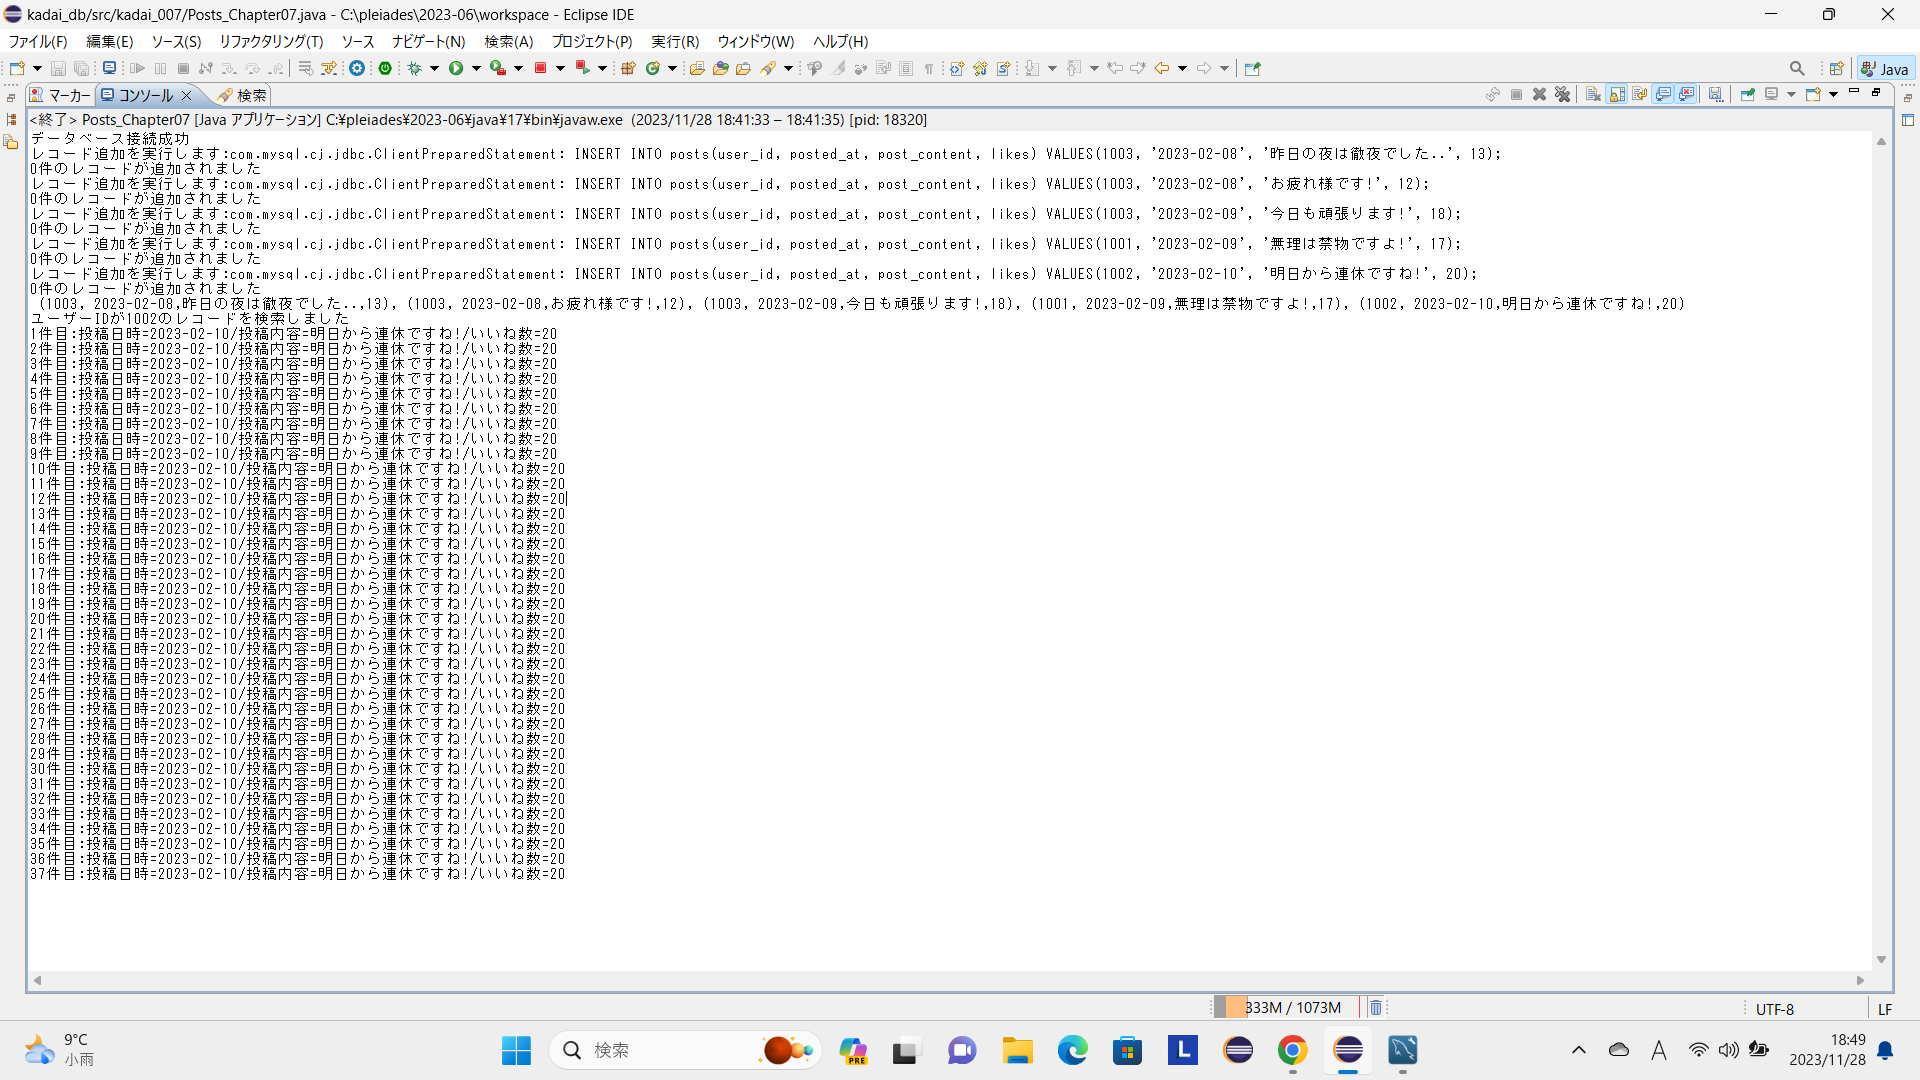 kadai_db/src/kadai_007/Posts_Chapter07.java - C:\pleiades\2023-06\workspace - Eclipse IDE
ファイル(F) 編集(E) ソース(S) リファクタリング(T) ソース ナビゲート(N) 検索(A) プロジェクト(P) 実行(R) ウィンドウ(W) ヘルプ(H)
Java
マーカー コンソール 検索
<終了> Posts_Chapter07 [Java アプリケーション] C:¥pleiades¥2023-06¥java¥17¥bin¥javaw.exe (2023/11/28 18:41:33 – 18:41:35) [pid: 18320]
データベース接続成功
レコード追加を実行します:com.mysql.cj.jdbc.ClientPreparedStatement: INSERT INTO posts(user_id, posted_at, post_content, likes) VALUES(1003, '2023-02-08', '昨日の夜は徹夜でした..', 13);
0件のレコードが追加されました
レコード追加を実行します:com.mysql.cj.jdbc.ClientPreparedStatement: INSERT INTO posts(user_id, posted_at, post_content, likes) VALUES(1003, '2023-02-08', 'お疲れ様です!', 12);
0件のレコードが追加されました
レコード追加を実行します:com.mysql.cj.jdbc.ClientPreparedStatement: INSERT INTO posts(user_id, posted_at, post_content, likes) VALUES(1003, '2023-02-09', '今日も頑張ります!', 18);
0件のレコードが追加されました
レコード追加を実行します:com.mysql.cj.jdbc.ClientPreparedStatement: INSERT INTO posts(user_id, posted_at, post_content, likes) VALUES(1001, '2023-02-09', '無理は禁物ですよ!', 17);
0件のレコードが追加されました
レコード追加を実行します:com.mysql.cj.jdbc.ClientPreparedStatement: INSERT INTO posts(user_id, posted_at, post_content, likes) VALUES(1002, '2023-02-10', '明日から連休ですね!', 20);
0件のレコードが追加されました
(1003, 2023-02-08,昨日の夜は徹夜でした..,13), (1003, 2023-02-08,お疲れ様です!,12), (1003, 2023-02-09,今日も頑張ります!,18), (1001, 2023-02-09,無理は禁物ですよ!,17), (1002, 2023-02-10,明日から連休ですね!,20)
ユーザーIDが1002のレコードを検索しました
1件目:投稿日時=2023-02-10/投稿内容=明日から連休ですね!/いいね数=20
2件目:投稿日時=2023-02-10/投稿内容=明日から連休ですね!/いいね数=20
3件目:投稿日時=2023-02-10/投稿内容=明日から連休ですね!/いいね数=20
4件目:投稿日時=2023-02-10/投稿内容=明日から連休ですね!/いいね数=20
5件目:投稿日時=2023-02-10/投稿内容=明日から連休ですね!/いいね数=20
6件目:投稿日時=2023-02-10/投稿内容=明日から連休ですね!/いいね数=20
7件目:投稿日時=2023-02-10/投稿内容=明日から連休ですね!/いいね数=20
8件目:投稿日時=2023-02-10/投稿内容=明日から連休ですね!/いいね数=20
9件目:投稿日時=2023-02-10/投稿内容=明日から連休ですね!/いいね数=20
10件目:投稿日時=2023-02-10/投稿内容=明日から連休ですね!/いいね数=20
11件目:投稿日時=2023-02-10/投稿内容=明日から連休ですね!/いいね数=20
12件目:投稿日時=2023-02-10/投稿内容=明日から連休ですね!/いいね数=20
13件目:投稿日時=2023-02-10/投稿内容=明日から連休ですね!/いいね数=20
14件目:投稿日時=2023-02-10/投稿内容=明日から連休ですね!/いいね数=20
15件目:投稿日時=2023-02-10/投稿内容=明日から連休ですね!/いいね数=20
16件目:投稿日時=2023-02-10/投稿内容=明日から連休ですね!/いいね数=20
17件目:投稿日時=2023-02-10/投稿内容=明日から連休ですね!/いいね数=20
18件目:投稿日時=2023-02-10/投稿内容=明日から連休ですね!/いいね数=20
19件目:投稿日時=2023-02-10/投稿内容=明日から連休ですね!/いいね数=20
20件目:投稿日時=2023-02-10/投稿内容=明日から連休ですね!/いいね数=20
21件目:投稿日時=2023-02-10/投稿内容=明日から連休ですね!/いいね数=20
22件目:投稿日時=2023-02-10/投稿内容=明日から連休ですね!/いいね数=20
23件目:投稿日時=2023-02-10/投稿内容=明日から連休ですね!/いいね数=20
24件目:投稿日時=2023-02-10/投稿内容=明日から連休ですね!/いいね数=20
25件目:投稿日時=2023-02-10/投稿内容=明日から連休ですね!/いいね数=20
26件目:投稿日時=2023-02-10/投稿内容=明日から連休ですね!/いいね数=20
27件目:投稿日時=2023-02-10/投稿内容=明日から連休ですね!/いいね数=20
28件目:投稿日時=2023-02-10/投稿内容=明日から連休ですね!/いいね数=20
29件目:投稿日時=2023-02-10/投稿内容=明日から連休ですね!/いいね数=20
30件目:投稿日時=2023-02-10/投稿内容=明日から連休ですね!/いいね数=20
31件目:投稿日時=2023-02-10/投稿内容=明日から連休ですね!/いいね数=20
32件目:投稿日時=2023-02-10/投稿内容=明日から連休ですね!/いいね数=20
33件目:投稿日時=2023-02-10/投稿内容=明日から連休ですね!/いいね数=20
34件目:投稿日時=2023-02-10/投稿内容=明日から連休ですね!/いいね数=20
35件目:投稿日時=2023-02-10/投稿内容=明日から連休ですね!/いいね数=20
36件目:投稿日時=2023-02-10/投稿内容=明日から連休ですね!/いいね数=20
37件目:投稿日時=2023-02-10/投稿内容=明日から連休ですね!/いいね数=20
333M / 1073M UTF-8 LF
9°C
小雨
検索
PRE
L
A
18:49
2023/11/28